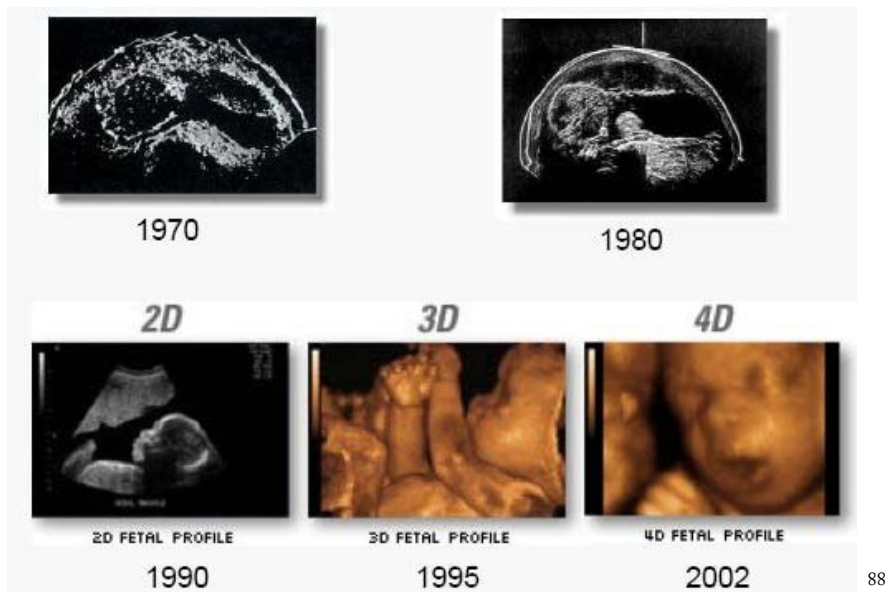 1970
1980
2D
3D
4D
2D FETAL PROFILE
3D FETAL PROFILE
4D FETAL PROFILE
1990
1995
2002
88